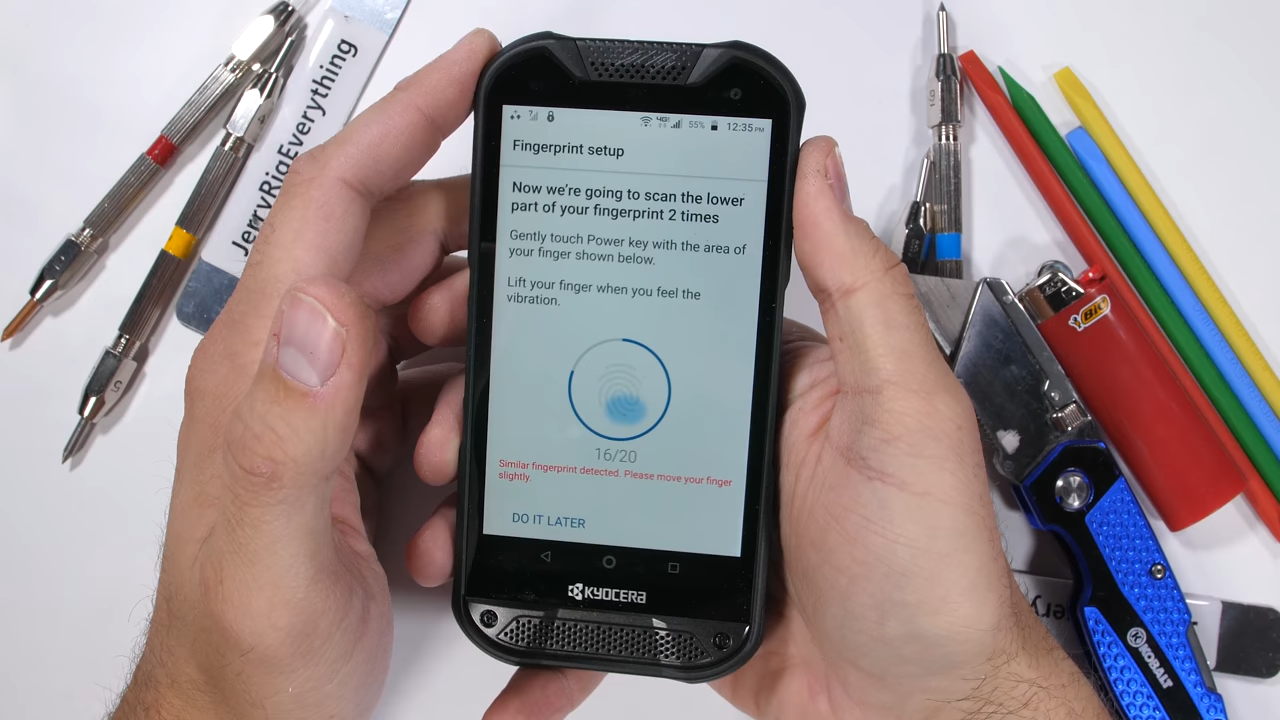 JerryRigEverything
5
9
4G
55%
12:35 PM
Fingerprint setup
Now we're going to scan the lower
part of your fingerprint 2 times
Gently touch Power key with the area of
your finger shown below.
Lift your finger when you feel the
vibration.
16/20
Similar fingerprint detected. Please move your finger
slightly.
DO IT LATER
KYOCERA
BIC
K
KOBALT